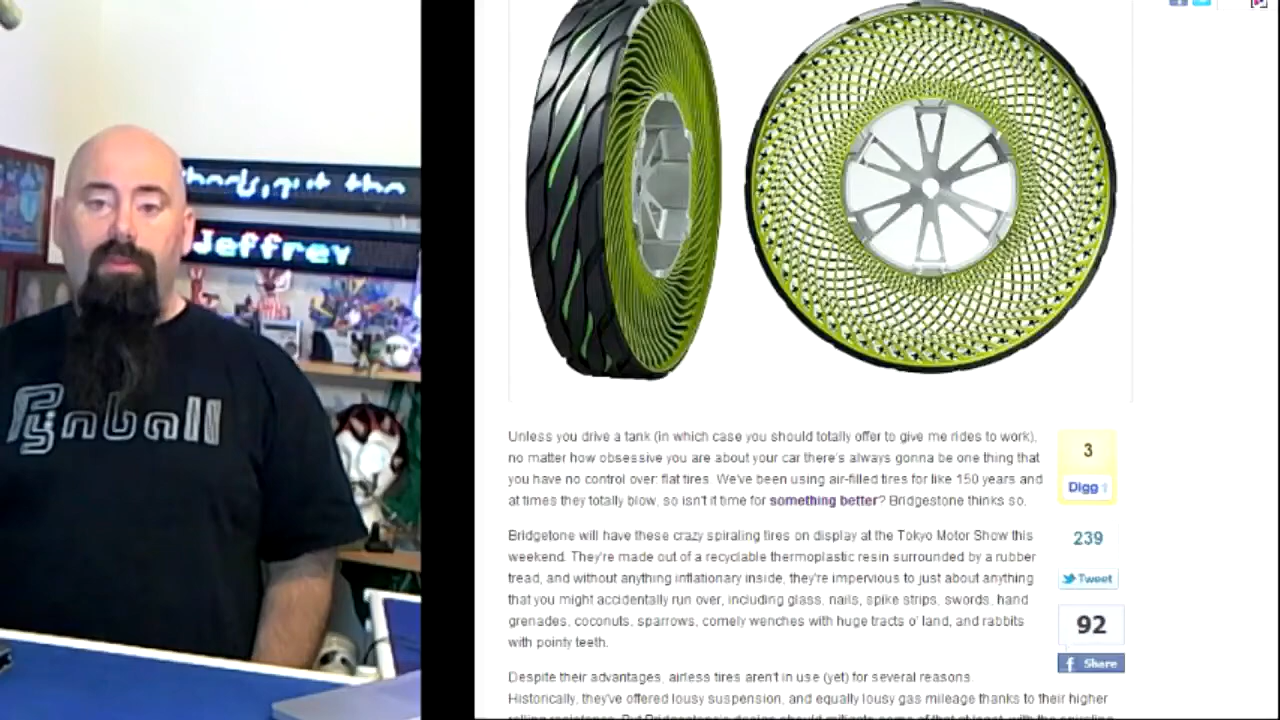 the
Jeffrey
Pynball
Unless you drive a tank (in which case you should totally offer to give me rides to work),
no matter how obsessive you are about your car there's always gonna be one thing that
you have no control over: flat tires. We've been using air-filled tires for like 150 years and
at times they totally blow, so isn't it time for something better? Bridgestone thinks so.
Bridgetone will have these crazy spiraling tires on display at the Tokyo Motor Show this
weekend. They're made out of a recyclable thermoplastic resin surrounded by a rubber
tread, and without anything inflationary inside, they're impervious to just about anything
that you might accidentally run over, including glass, nails, spike strips, swords, hand
grenades, coconuts, sparrows, comely wenches with huge tracts o' land, and rabbits
with pointy teeth.
Despite their advantages, airless tires aren't in use (yet) for several reasons.
Historically, they've offered lousy suspension, and equally lousy gas mileage thanks to their higher
3
Digg
239
Tweet
92
f Share